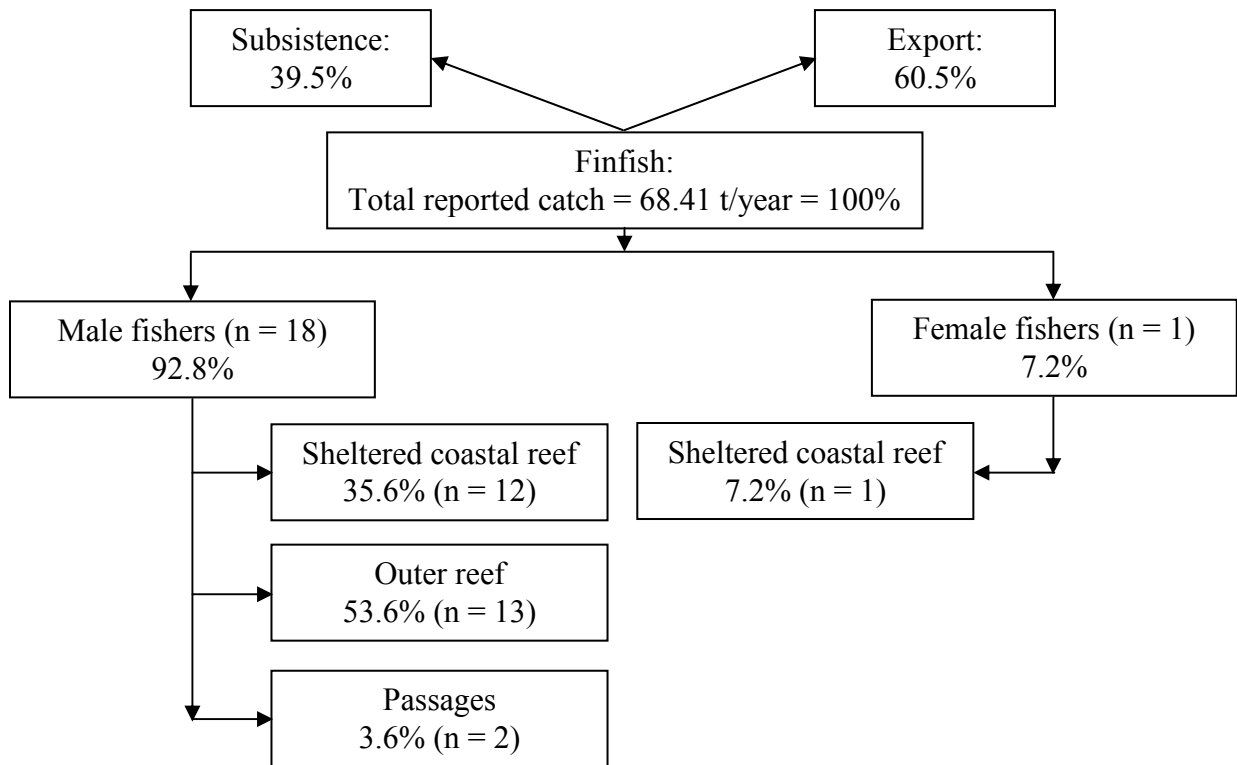 Subsistence:
39.5%
Export:
60.5%
Finfish:
Total reported catch = 68.41 t/year = 100%
Male fishers (n = 18)
92.8%
Female fishers (n = 1)
7.2%
Sheltered coastal reef
35.6% (n = 12)
Sheltered coastal reef
7.2% (n = 1)
Outer reef
53.6% (n = 13)
Passages
3.6% (n = 2)